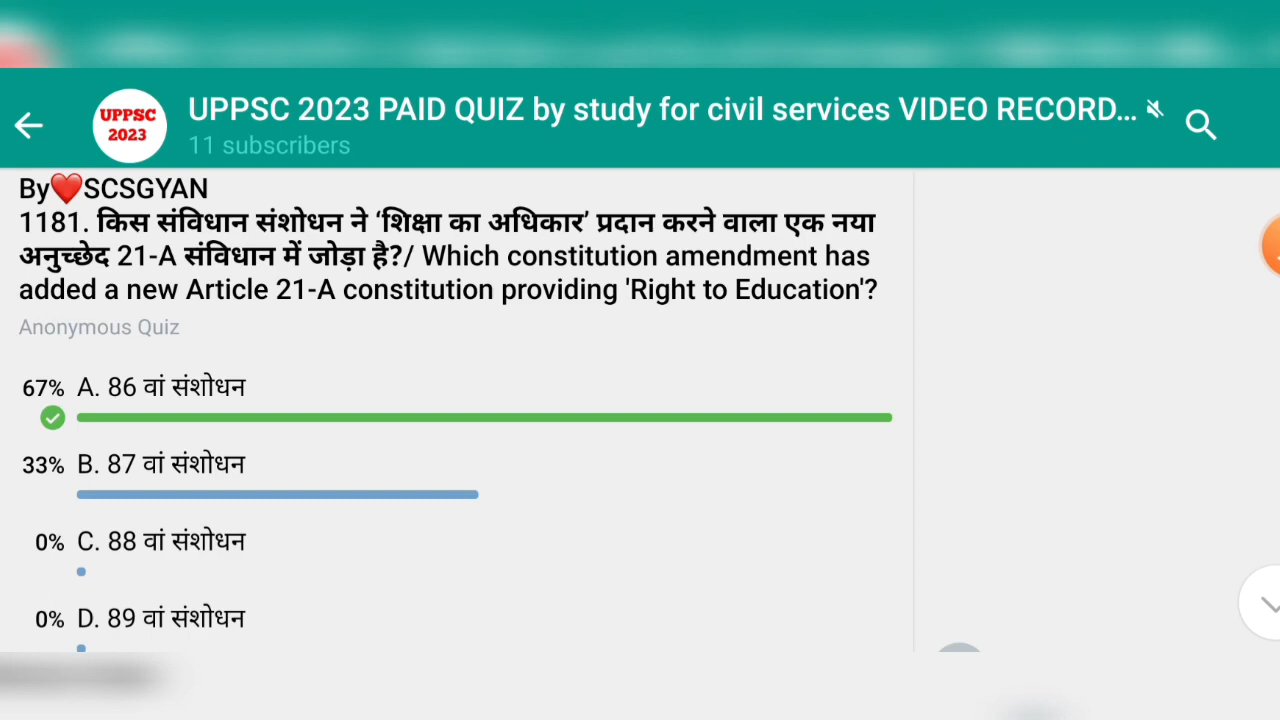 UPPSC
2023
UPPSC 2023 PAID QUIZ by study for civil services VIDEO RECORD...
11 subscribers
By❤️SCSGYAN
1181. किस संविधान संशोधन ने ‘शिक्षा का अधिकार’ प्रदान करने वाला एक नया
अनुच्छेद 21-A संविधान में जोड़ा है?/ Which constitution amendment has
added a new Article 21-A constitution providing 'Right to Education'?
Anonymous Quiz
67% A. 86 वां संशोधन
33% B. 87 वां संशोधन
0% C. 88 वां संशोधन
0% D. 89 वां संशोधन